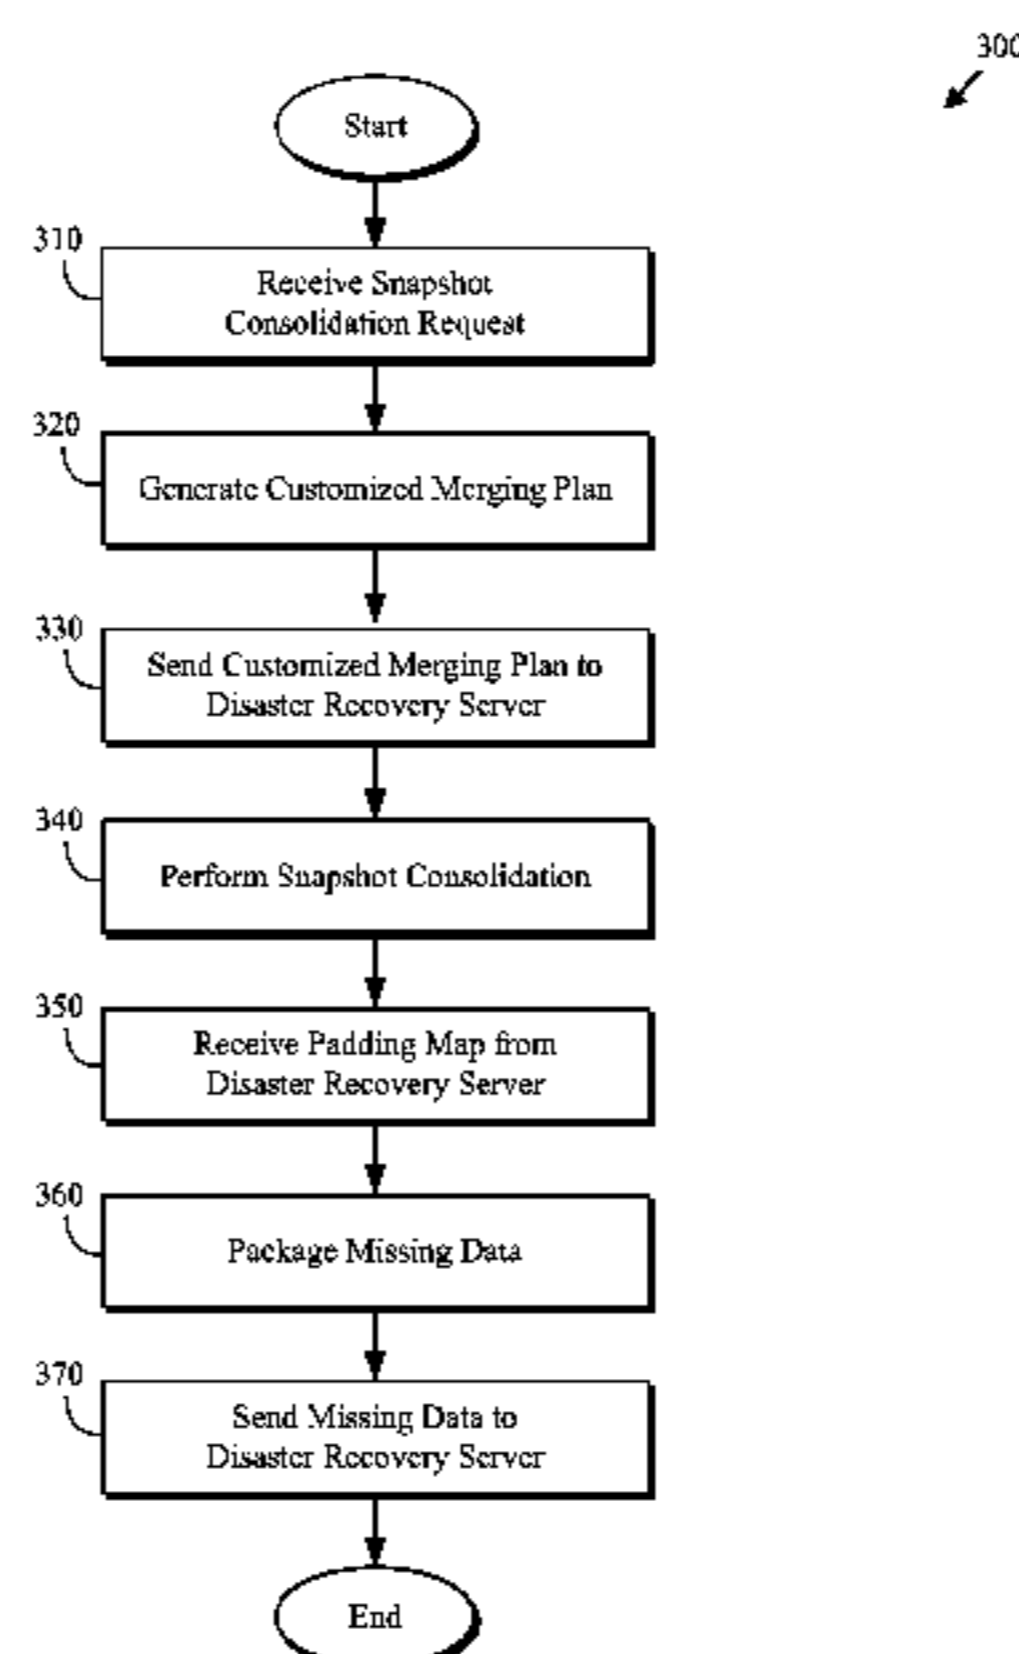 300
Start
310
Receive Snapshot
Consolidation Request
320
Generate Customized Merging Plan
330
Send Customized Merging Plan to
Disaster Recovery Server
340
Perform Snapshot Consolidation
350
Receive Padding Map from
Disaster Recovery Server
360
Package Missing Data
370
Send Missing Data to
Disaster Recovery Server
End